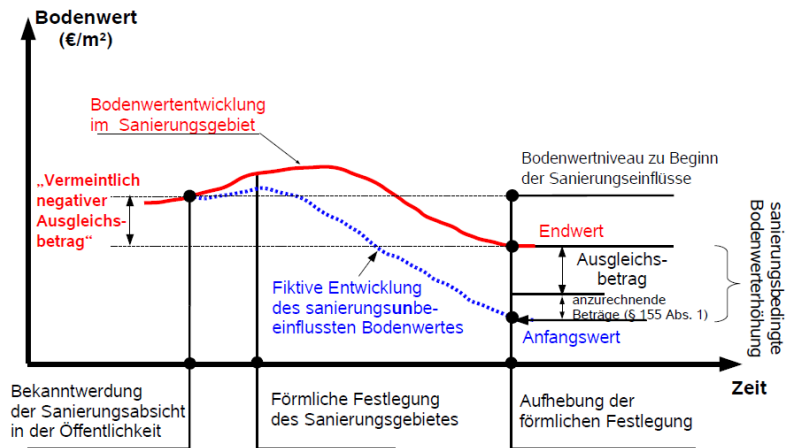 Bodenwert
(€/m²)
Bodenwertentwicklung
im Sanierungsgebiet
„Vermeintlich
negativer
Ausgleichs-
betrag“
Bodenwertniveau zu Beginn
der Sanierungseinflüsse
Endwert
Ausgleichs-
betrag
anzurechnende
Beträge (§ 155 Abs. 1)
Anfangswert
sanierungsbedingte
Bodenwerterhöhung
Fiktive Entwicklung
des sanierungsunbe-
einflussten Bodenwertes
Zeit
Bekanntwerdung
der Sanierungsabsicht
in der Öffentlichkeit
Förmliche Festlegung
des Sanierungsgebietes
Aufhebung der
förmlichen Festlegung